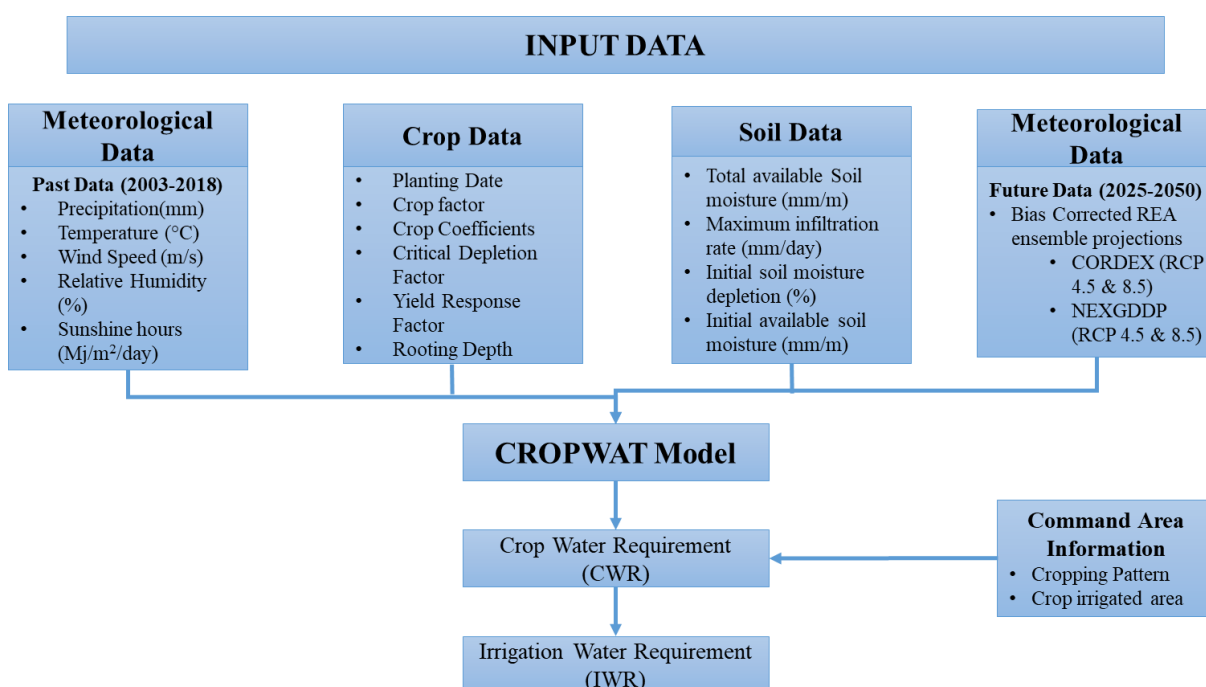 INPUT DATA
Meteorological
Data
Past Data (2003-2018)
• Precipitation(mm)
• Temperature (°C)
• Wind Speed (m/s)
• Relative Humidity
(%)
• Sunshine hours
(Mj/m²/day)
Crop Data
• Planting Date
• Crop factor
• Crop Coefficients
• Critical Depletion
Factor
• Yield Response
Factor
• Rooting Depth
Soil Data
• Total available Soil
moisture (mm/m)
• Maximum infiltration
rate (mm/day)
• Initial soil moisture
depletion (%)
• Initial available soil
moisture (mm/m)
Meteorological
Data
Future Data (2025-2050)
• Bias Corrected REA
ensemble projections
• CORDEX (RCP
4.5 & 8.5)
• NEXGDDP
(RCP 4.5 & 8.5)
CROPWAT Model
Crop Water Requirement
(CWR)
Command Area
Information
• Cropping Pattern
• Crop irrigated area
Irrigation Water Requirement
(IWR)